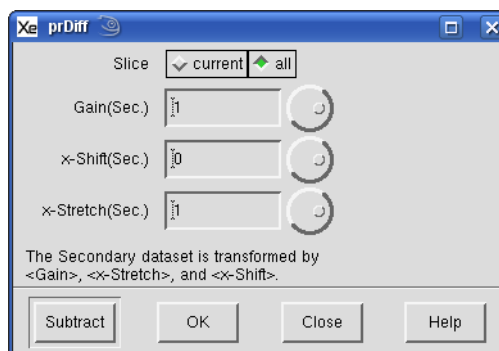 Xe prDiff
Slice current all
Gain(Sec.) 1
x-Shift(Sec.) 0
x-Stretch(Sec.) 1
The Secondary dataset is transformed by
<Gain>, <x-Stretch>, and <x-Shift>.
Subtract OK Close Help